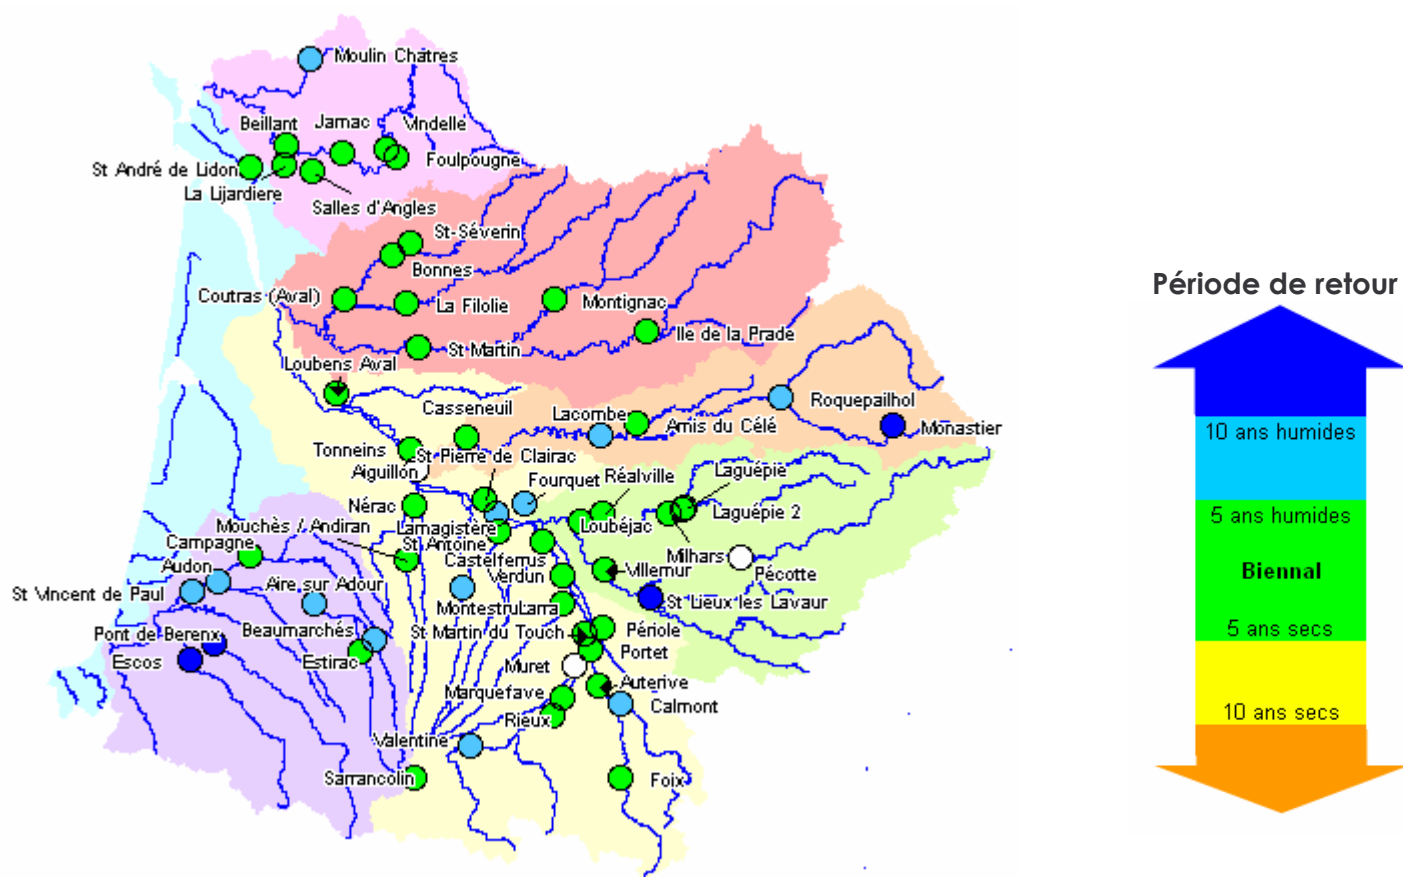 Moulin Châtres
Beillant
Jarnac
Vindelle
St André de Lidon
Foulpougne
La Lijardiere
Salles d'Angles
St-Séverin
Bonnes
Période de retour
Coutras (Aval)
La Filolie
Montignac
Ile de la Prade
St Martin
Loubens Aval
Casseneuil
Lacombe
Roquepailhol
Amis du Célé
Monastier
10 ans humides
Tonneins
St Pierre de Clairac
Aiguillon
Fourquet
Réalville
Laguépie
Nérac
Laguépie 2
5 ans humides
Mouchès / Andiran
Lamagistère
Loubéjac
Campagne
St Antoine
Castelferrus
Milhars
Audon
Verdun
Villemur
Pécotte
Biennal
St Vincent de Paul
Aire sur Adour
St Lieux les Lavaur
Montestru
Larra
Pont de Berenx
Beaumarchés
St Martin du Touch
Périole
5 ans secs
Escos
Estirac
Muret
Portet
Marquefave
Auterive
Calmont
10 ans secs
Rieux
Valentine
Sarrancolin
Foix